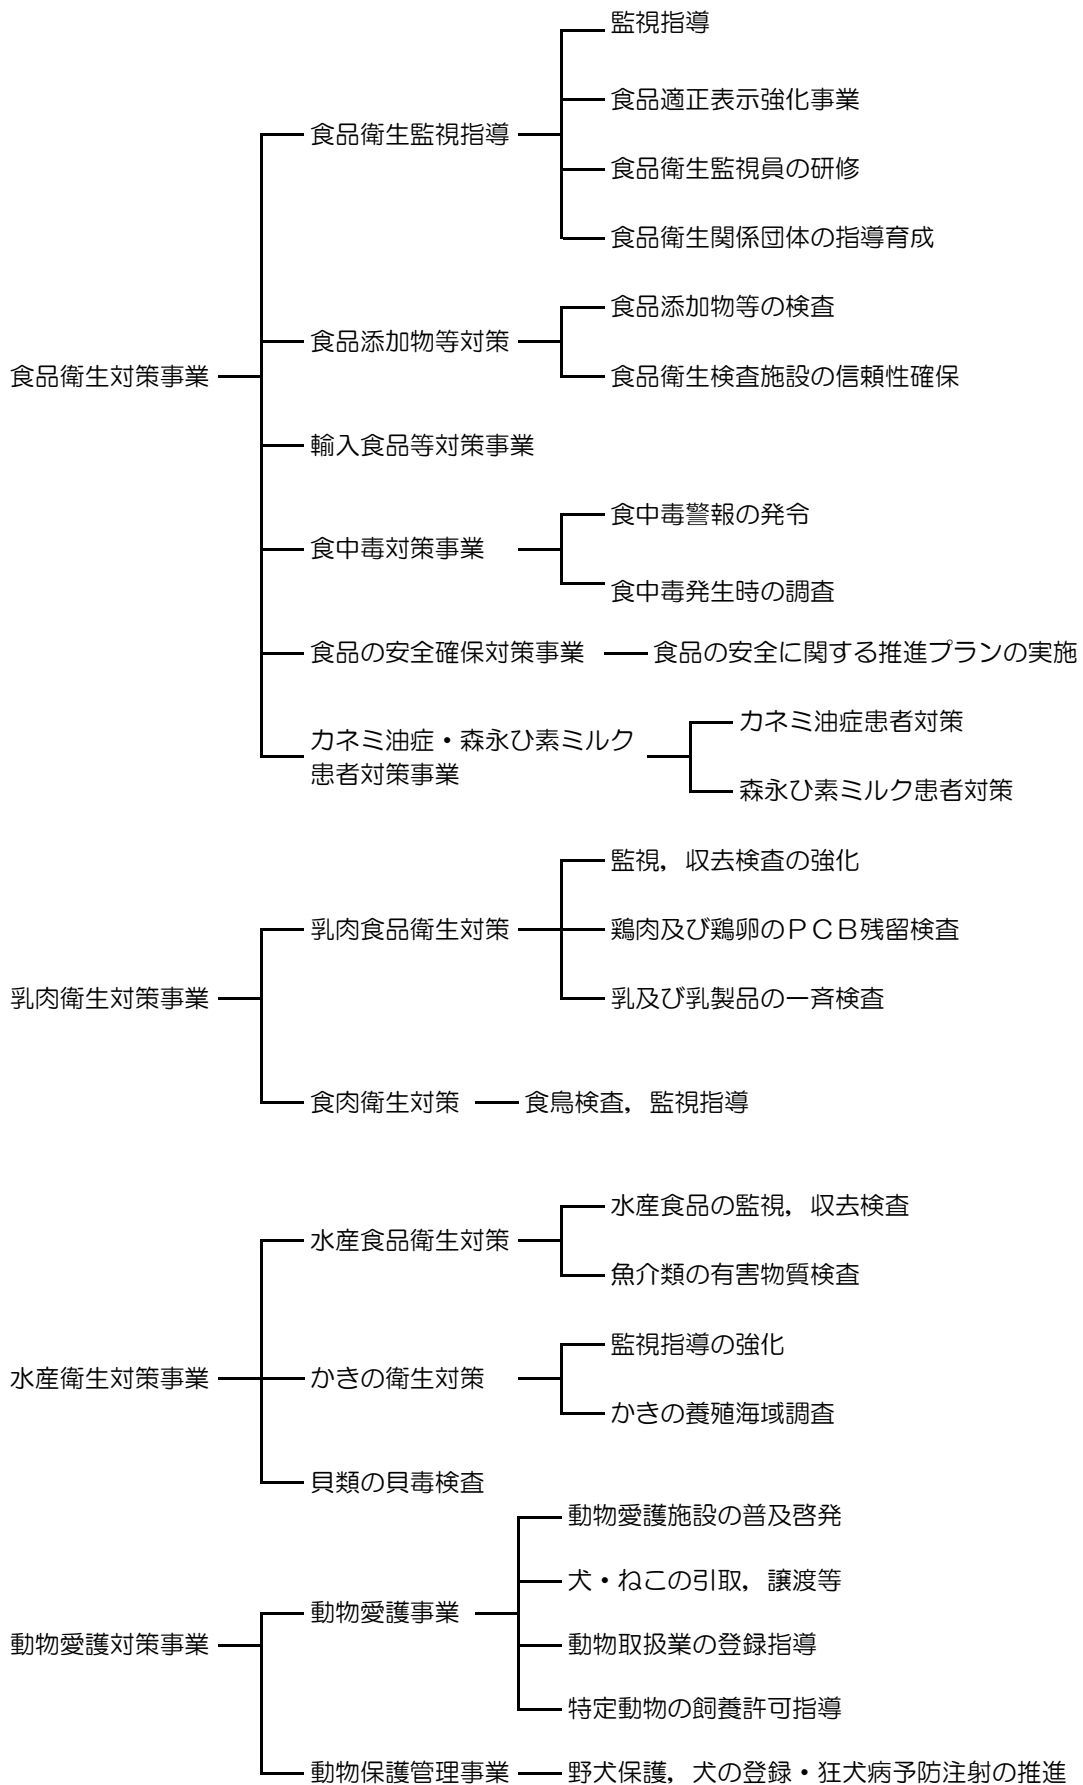 監視指導
食品適正表示強化事業
食品衛生監視指導
食品衛生監視員の研修
食品衛生関係団体の指導育成
食品添加物等の検査
食品添加物等対策
食品衛生対策事業
食品衛生検査施設の信頼性確保
輸入食品等対策事業
食中毒警報の発令
食中毒対策事業
食中毒発生時の調査
食品の安全確保対策事業
食品の安全に関する推進プランの実施
カネミ油症患者対策
カネミ油症・森永ひ素ミルク
患者対策事業
森永ひ素ミルク患者対策
監視，収去検査の強化
乳肉食品衛生対策
鶏肉及び鶏卵のＰＣＢ残留検査
乳肉衛生対策事業
乳及び乳製品の一斉検査
食肉衛生対策
食鳥検査，監視指導
水産食品の監視，収去検査
水産食品衛生対策
魚介類の有害物質検査
監視指導の強化
水産衛生対策事業
かきの衛生対策
かきの養殖海域調査
貝類の貝毒検査
動物愛護施設の普及啓発
犬・ねこの引取，譲渡等
動物愛護事業
動物愛護対策事業
動物取扱業の登録指導
特定動物の飼養許可指導
動物保護管理事業
野犬保護，犬の登録・狂犬病予防注射の推進